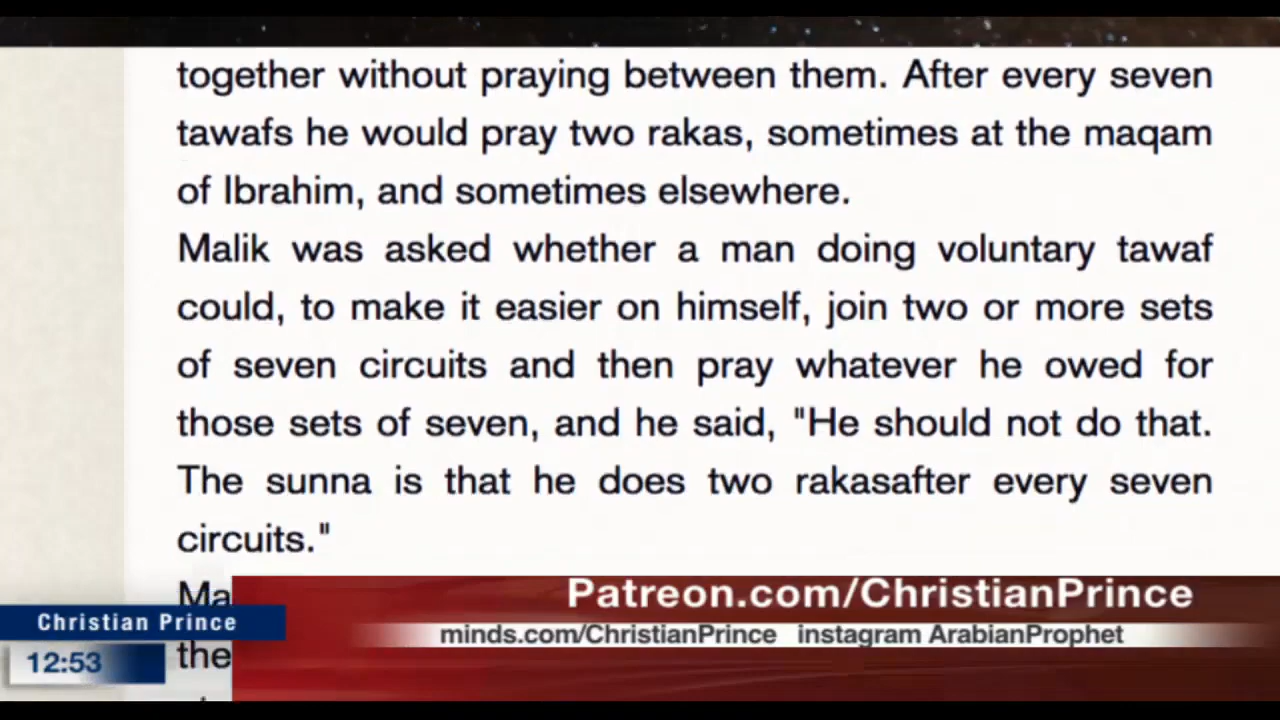 together without praying between them. After every seven
tawafs he would pray two rakas, sometimes at the maqam
of Ibrahim, and sometimes elsewhere.
Malik was asked whether a man doing voluntary tawaf
could, to make it easier on himself, join two or more sets
of seven circuits and then pray whatever he owed for
those sets of seven, and he said, "He should not do that.
The sunna is that he does two rakasafter every seven
circuits."
Ma
the
Patreon.com/ChristianPrince
minds.com/ChristianPrince instagram ArabianProphet
Christian Prince
12:53